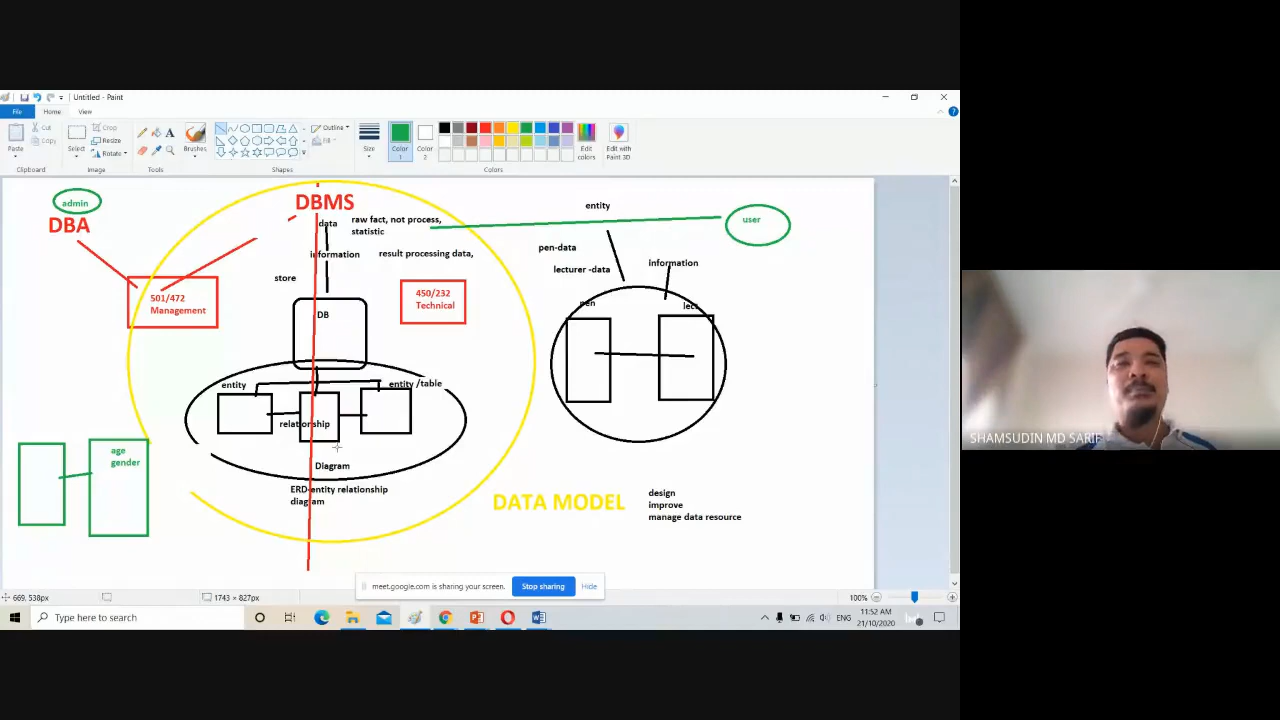 Untitled - Paint
File
Home
View
Paste
Cut
Copy
Clipboard
Select
Crop
Resize
Rotate
Image
Tools
Brushes
Shapes
Outline
Fill
Size
Color
1
Color
2
Edit
colors
Edit with
Paint 3D
Colors
admin
DBA
DBMS
data
raw fact, not process,
statistic
information
result processing data,
store
501/472
Management
450/232
Technical
DB
entity
entity /table
relationship
Diagram
ERD-entity relationship
diagram
age
gender
entity
user
pen-data
lecturer -data
information
pen
lect
DATA MODEL
design
improve
manage data resource
SHAMSUDIN MD SARIF
meet.google.com is sharing your screen.
Stop sharing
Hide
669, 538px
1743 × 827px
100%
Type here to search
ENG
11:52 AM
21/10/2020